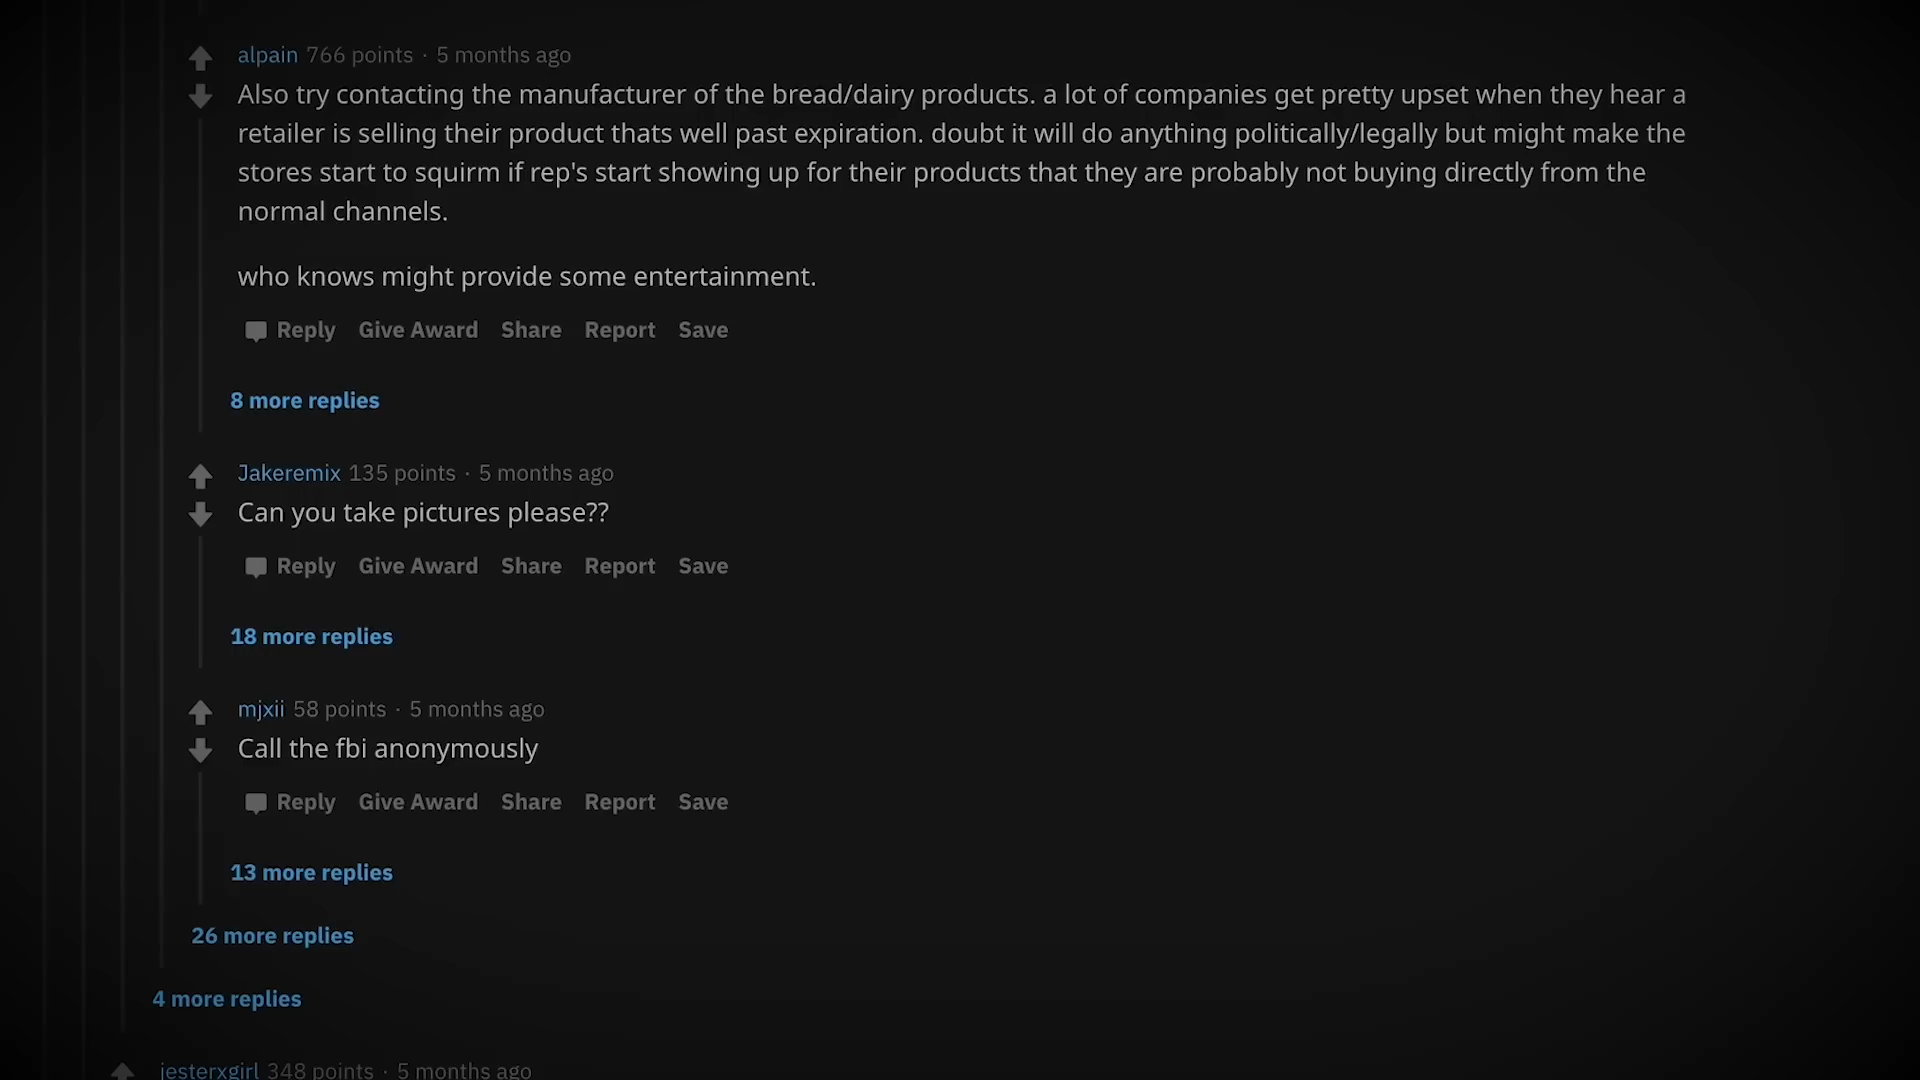 alpain 766 points · 5 months ago
Also try contacting the manufacturer of the bread/dairy products. a lot of companies get pretty upset when they hear a
retailer is selling their product thats well past expiration. doubt it will do anything politically/legally but might make the
stores start to squirm if rep's start showing up for their products that they are probably not buying directly from the
normal channels.
who knows might provide some entertainment.
Reply Give Award Share Report Save
8 more replies
Jakeremix 135 points · 5 months ago
Can you take pictures please??
Reply Give Award Share Report Save
18 more replies
mjxii 58 points · 5 months ago
Call the fbi anonymously
Reply Give Award Share Report Save
13 more replies
26 more replies
4 more replies
jesterxgirl 348 points · 5 months ago